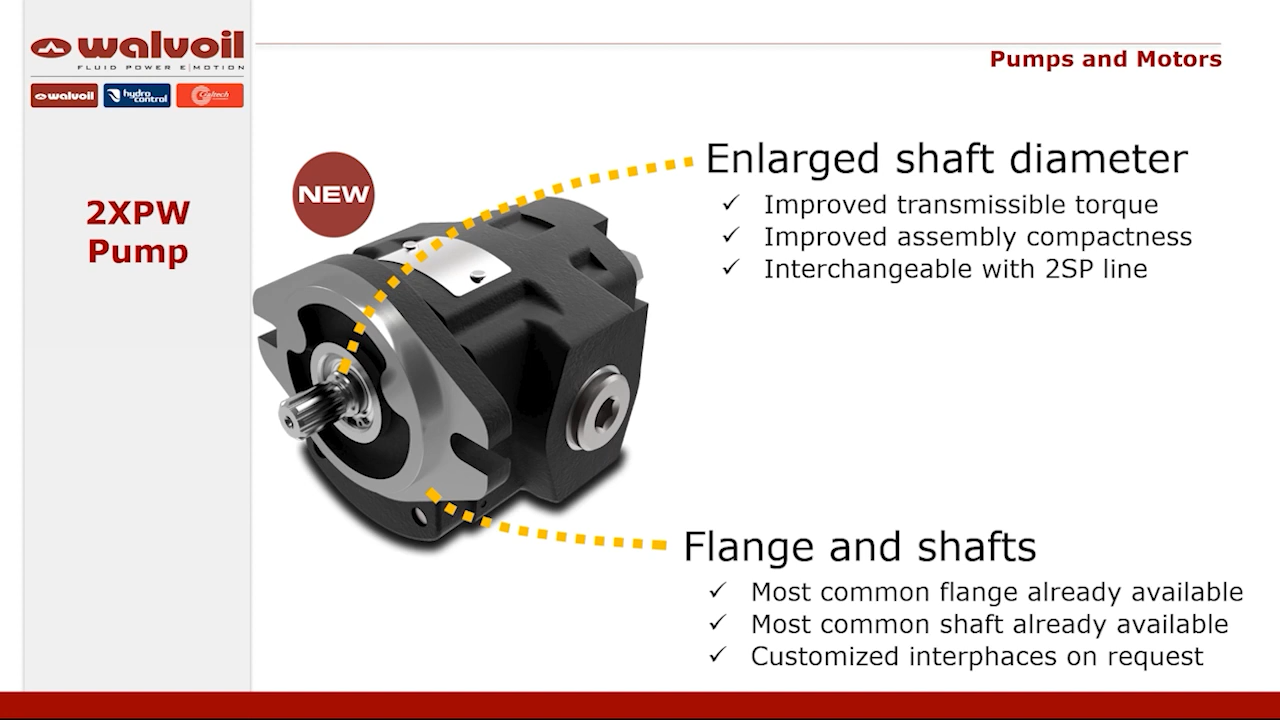 walvoil
FLUID POWER E|MOTION
walvoil
hydro
control
Galtech
Pumps and Motors
2XPW
Pump
NEW
Enlarged shaft diameter
✓ Improved transmissible torque
✓ Improved assembly compactness
✓ Interchangeable with 2SP line
Flange and shafts
✓ Most common flange already available
✓ Most common shaft already available
✓ Customized interphaces on request